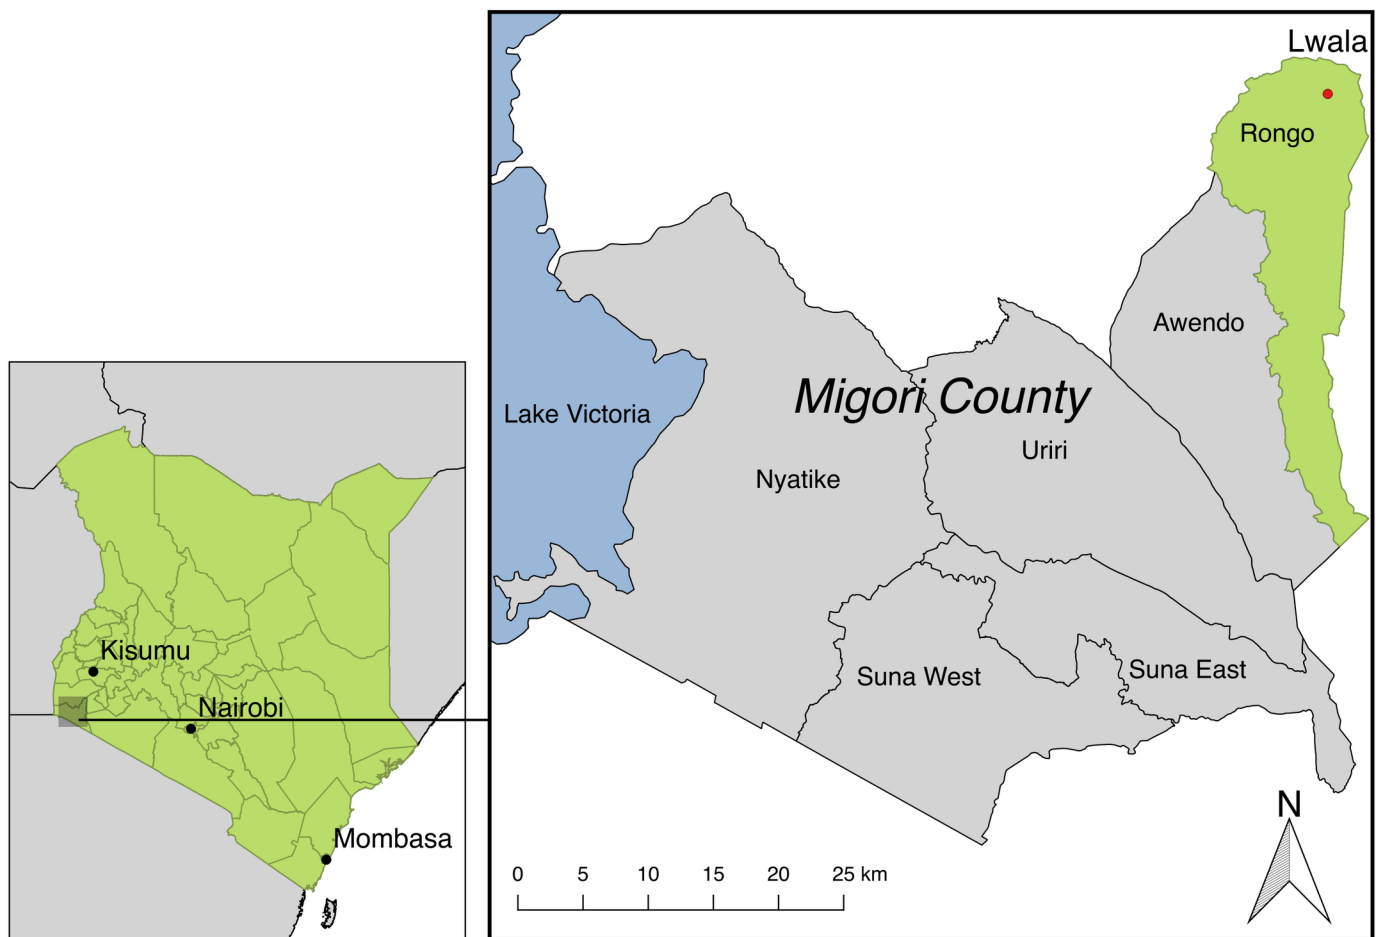 Lwala
Rongo
Awendo
Migori County
Lake Victoria
Uriri
Nyatike
Suna West
Suna East
Kisumu
Nairobi
Mombasa
N
0 5 10 15 20 25 km